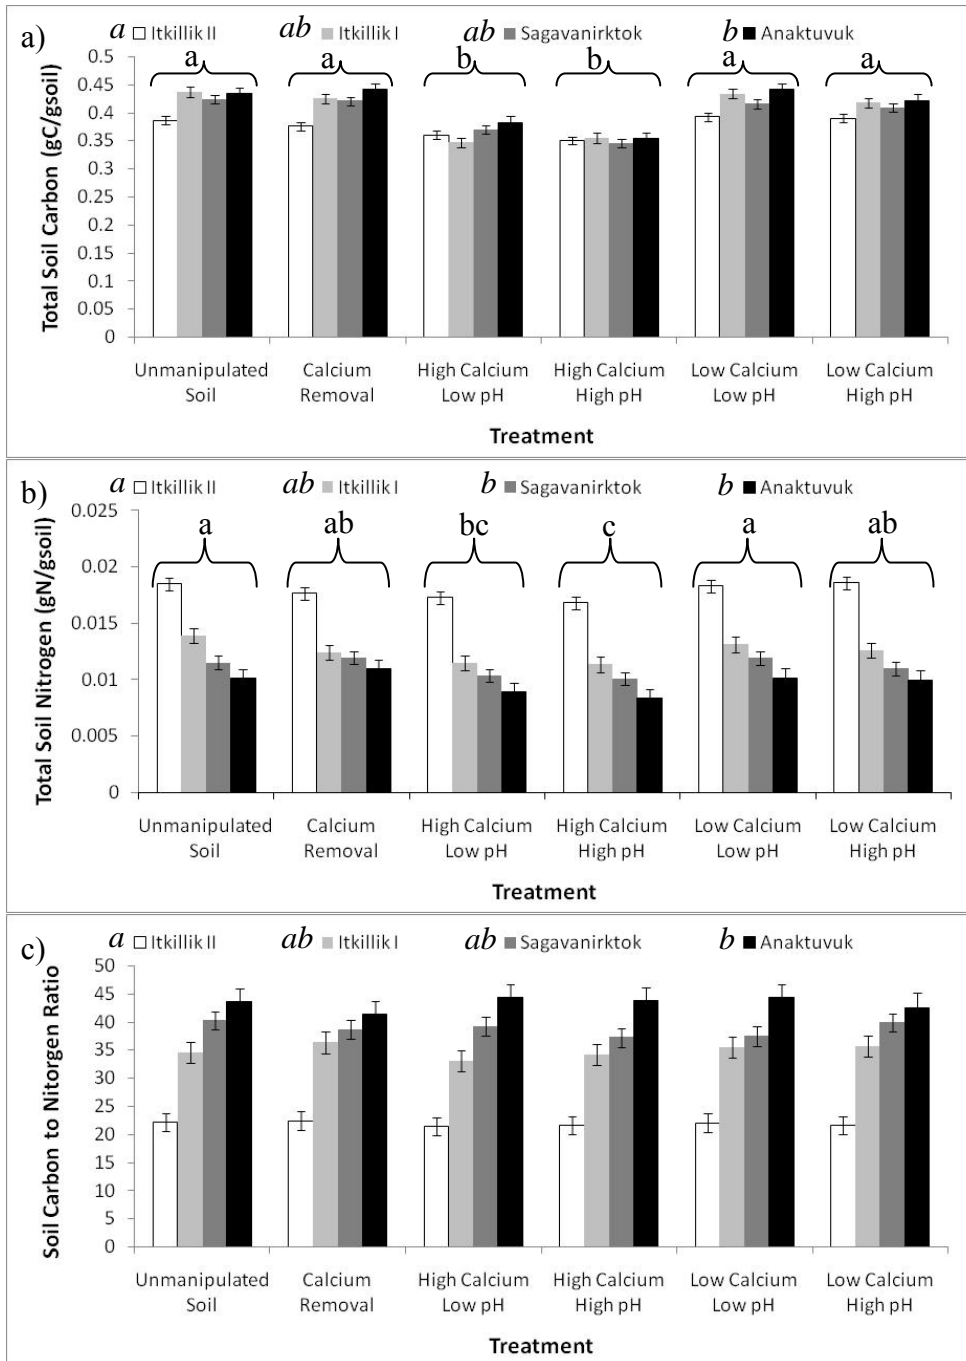 a)
a Itkillik II ab Itkillik I ab Sagavanirktok b Anaktuvuk
a a b b a a
Total Soil Carbon (gC/gsoil)
0.5
0.45
0.4
0.35
0.3
0.25
0.2
0.15
0.1
0.05
0
Unmanipulated Calcium High Calcium High Calcium Low Calcium Low Calcium
Soil Removal Low pH High pH Low pH High pH
Treatment
b)
a Itkillik II ab Itkillik I b Sagavanirktok b Anaktuvuk
a ab bc c a ab
Total Soil Nitrogen (gN/gsoil)
0.025
0.02
0.015
0.01
0.005
0
Unmanipulated Calcium High Calcium High Calcium Low Calcium Low Calcium
Soil Removal Low pH High pH Low pH High pH
Treatment
c)
a Itkillik II ab Itkillik I ab Sagavanirktok b Anaktuvuk
Soil Carbon to Nitorgen Ratio
50
45
40
35
30
25
20
15
10
5
0
Unmanipulated Calcium High Calcium High Calcium Low Calcium Low Calcium
Soil Removal Low pH High pH Low pH High pH
Treatment